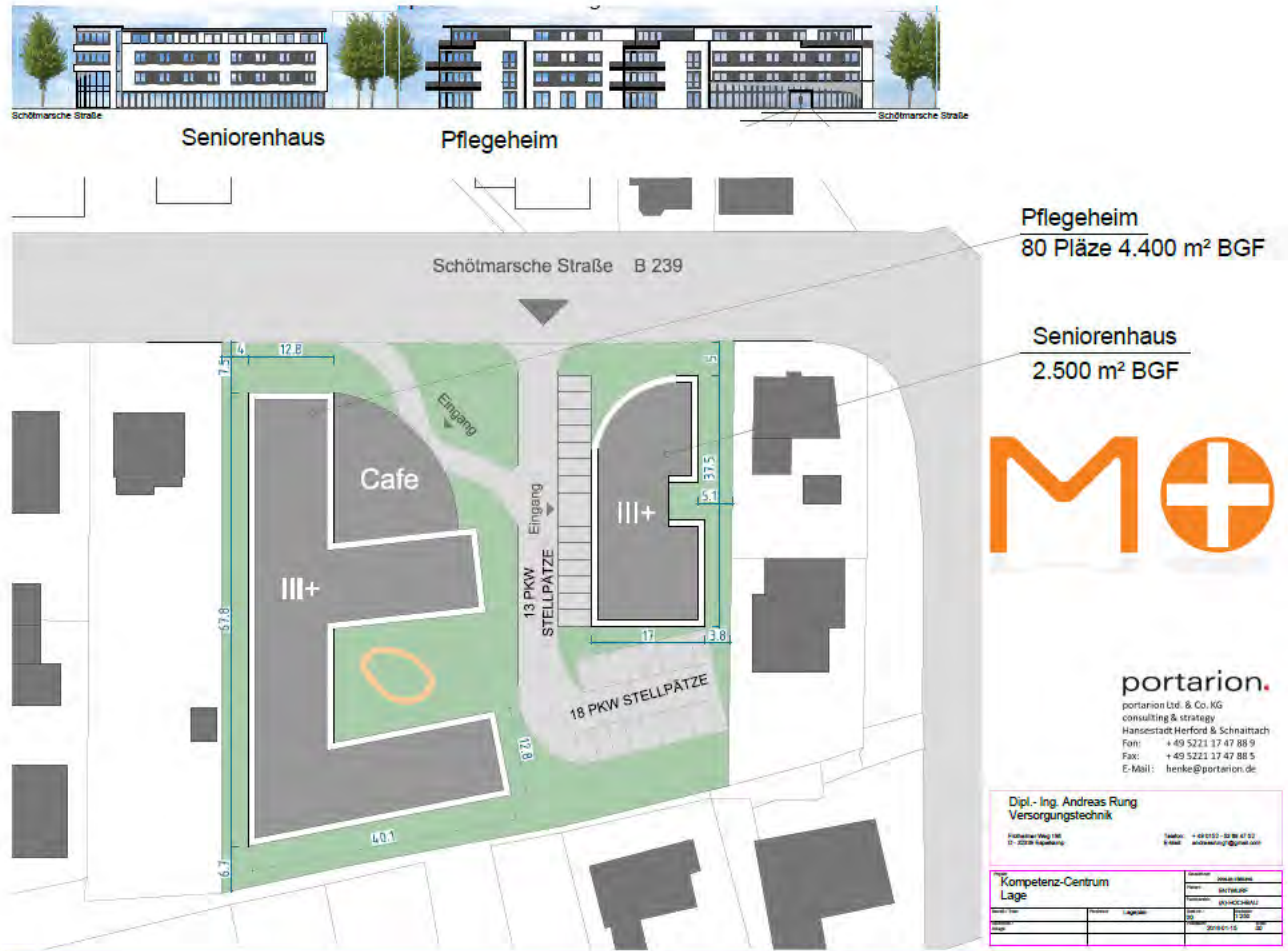 Schötmarsche Straße
Schötmarsche Straße
Seniorenhaus
Pflegeheim
Pflegeheim
80 Pläze 4.400 m² BGF
Schötmarsche Straße B 239
Seniorenhaus
2.500 m² BGF
4
12.8
7.5
5
Eingang
Cafe
37.5
5.1
Eingang
III+
III+
13 PKW
STELLPÄTZE
57.8
17
3.8
18 PKW STELLPÄTZE
12.8
40.1
6.7
M
portarion.
portarion Ltd. & Co. KG
consulting & strategy
Hansestadt Herford & Schnaittach
Fon: + 49 5221 17 47 88 9
Fax: + 49 5221 17 47 88 5
E-Mail: henke@portarion.de
Dipl.- Ing. Andreas Rung
Versorgungstechnik
Kompetenz-Centrum
Lage
ENTWURF
Lageplan